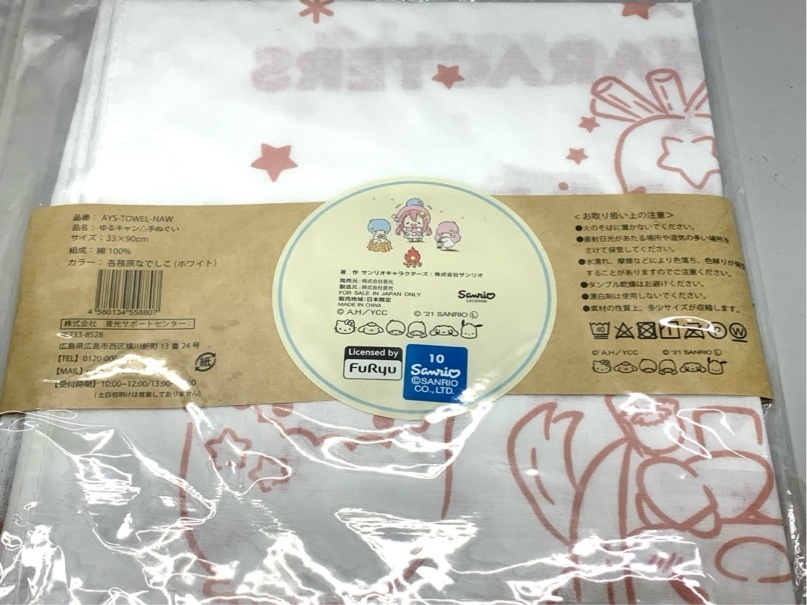 CHARACTERS
品番： AYS-TOWEL-NAW
品名：ゆるキャン△手ぬぐい
サイズ：33×90cm
組成：綿100%
カラー：各務原なでしこ(ホワイト)
4 580134 558807
株式会社 晋光サポートセンター
〒733-8528
広島県広島市西区横川新町13番24号
【TEL】0120-00
【MAIL】
【受付時間】10:00~12:00/13:00~
(土日祝明けは営業しておりません)
紙
著作 サンリオキャラクターズ：株式会社サンリオ
発売元：株式会社晋光
製造元：株式会社晋光
FOR SALE IN JAPAN ONLY
販売地域：日本限定
MADE IN CHINA
Sanrio
LICENSE
© A.H/YCC © '21 SANRIO Ⓛ
Licensed by
FuRyu
10
Sanrio
©SANRIO
CO., LTD.
＜お取り扱い上の注意＞
●火のそばに置かないでください。
●直射日光があたる場所や湿気の多い場所を
さけて保管してください。
●水濡れ、摩擦などにより色落ち、色移りが発生
することがありますのでご注意ください。
●タンブル乾燥はお避けください。
●漂白剤は使用しないでください。
●素材の性質上、多少サイズが収縮します。
© A.H/YCC © '21 SANRIO Ⓛ